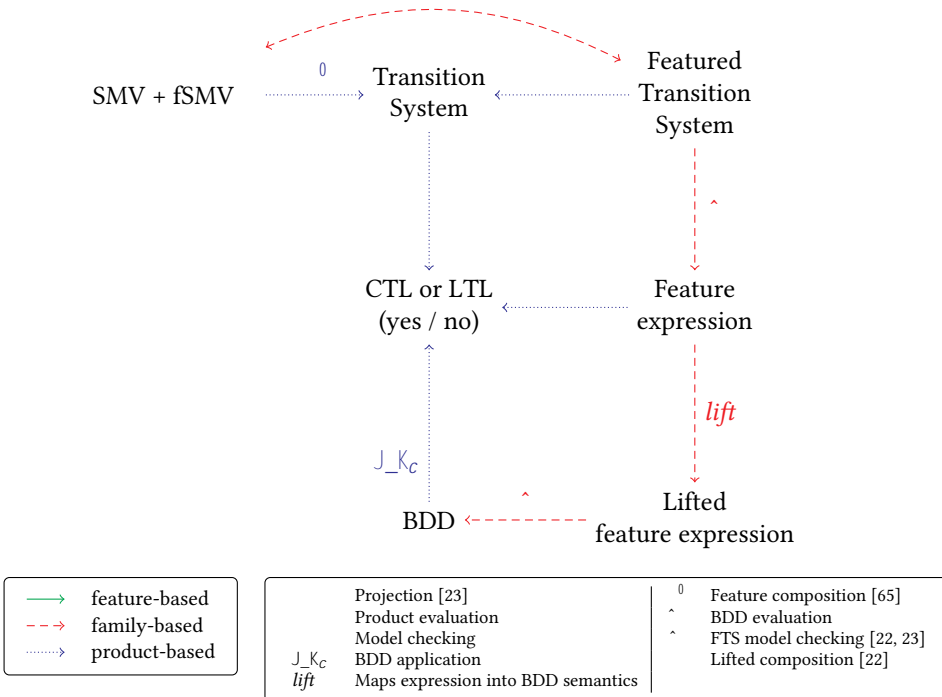 0
SMV + fSMV
Transition
System
Featured
Transition
System
^
CTL or LTL
(yes / no)
Feature
expression
lift
J_K_C
^
BDD
Lifted
feature expression
feature-based
family-based
product-based
Projection [23]
Product evaluation
Model checking
J_K_C BDD application
lift Maps expression into BDD semantics
0 Feature composition [65]
^ BDD evaluation
^ FTS model checking [22, 23]
Lifted composition [22]